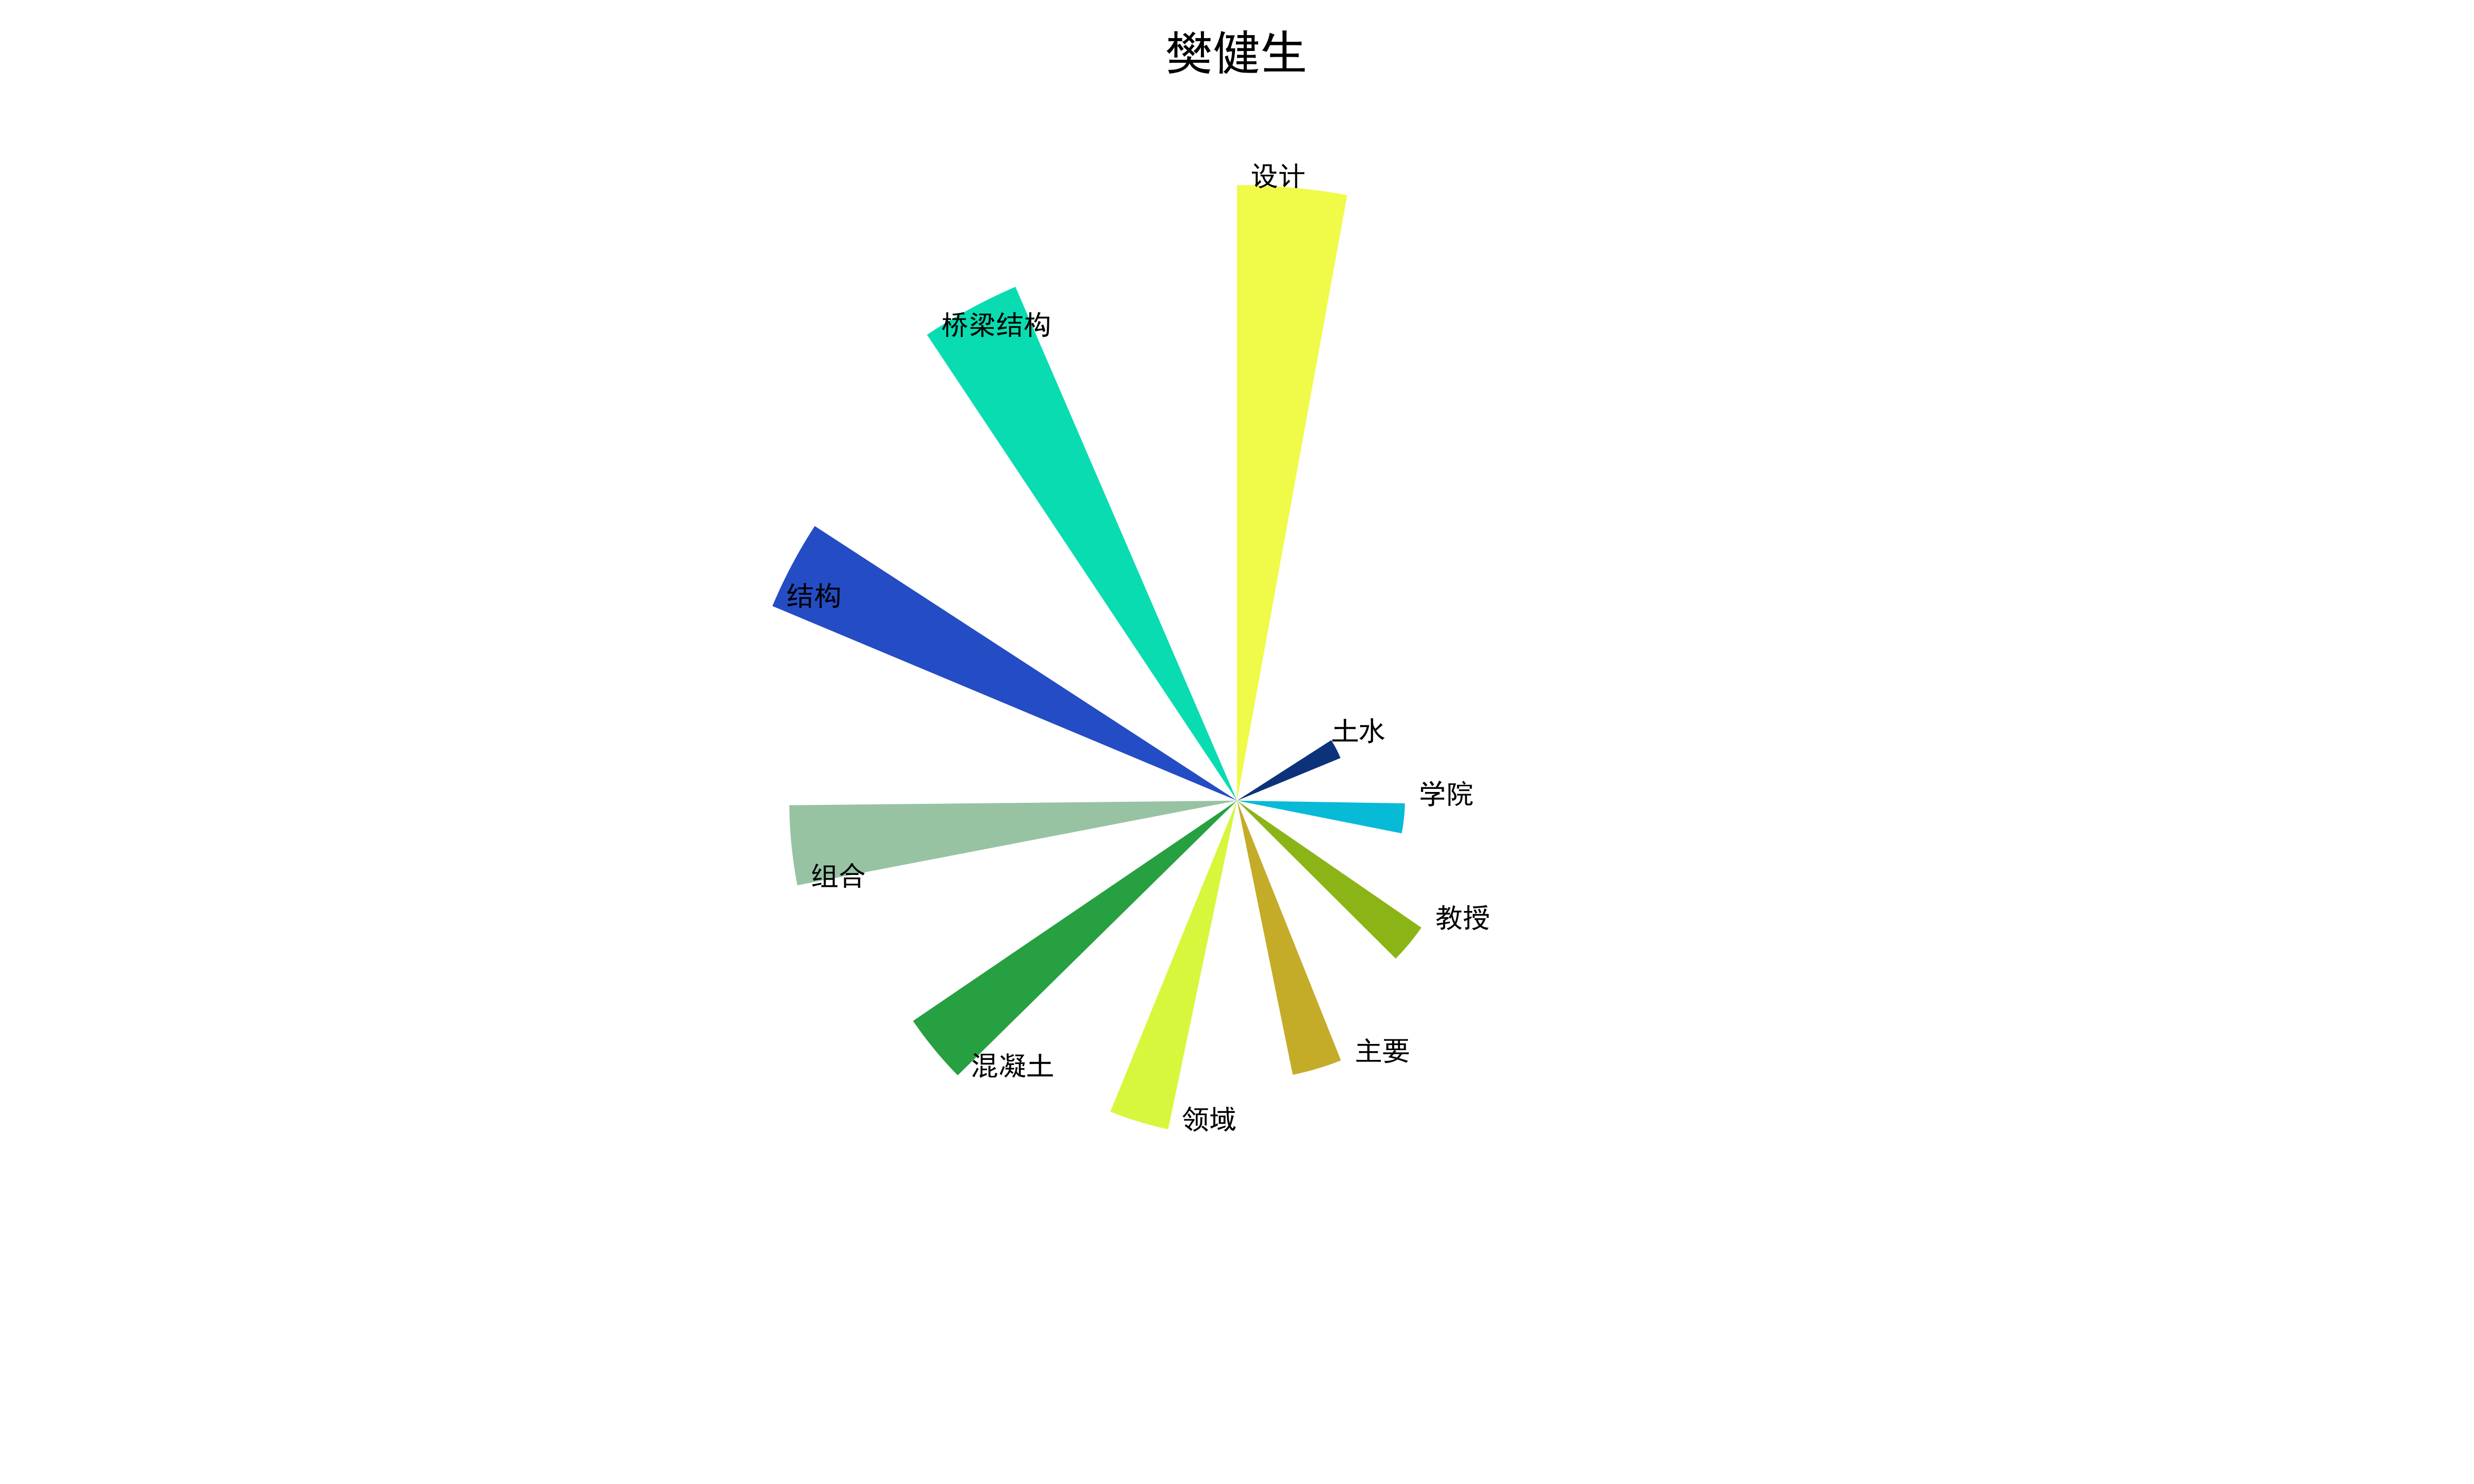 樊健生
设计
桥梁结构
结构
土水
学院
组合
教授
主要
混凝土
领域